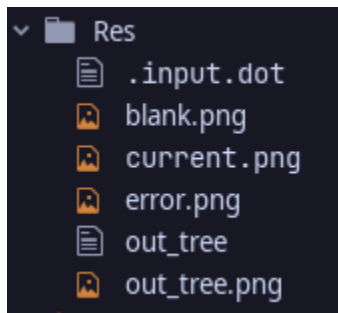 Res
.input.dot
blank.png
current.png
error.png
out_tree
out_tree.png